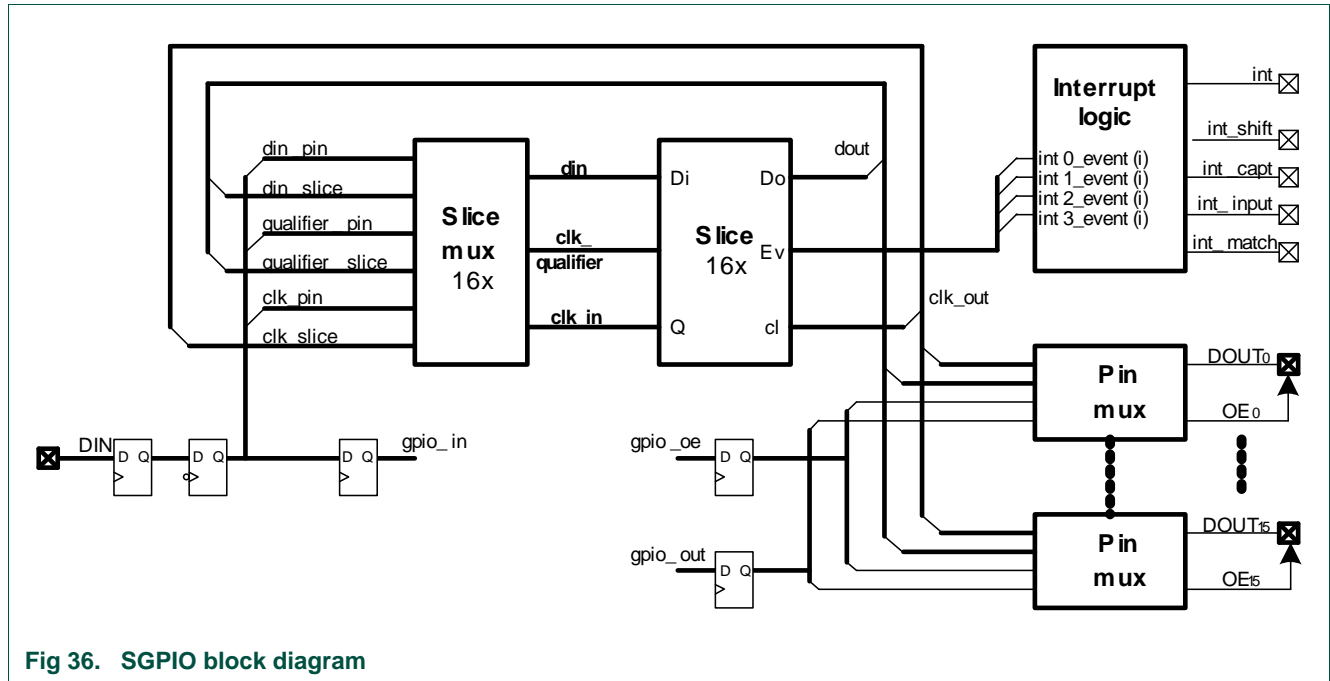 din_pin
din_slice
qualifier_pin
qualifier_slice
clk_pin
clk_slice
Slice
mux
16x
din
clk_
qualifier
clk_in
Di
Do
Slice
16x
Ev
Q
cl
dout
clk_out
Interrupt
logic
int 0_event (i)
int 1_event (i)
int 2_event (i)
int 3_event (i)
int
int_shift
int_capt
int_input
int_match
DIN
D Q
D Q
D Q
gpio_in
gpio_oe
D Q
gpio_out
D Q
Pin
mux
DOUT0
OE0
Pin
mux
DOUT15
OE15
Fig 36. SGPIO block diagram